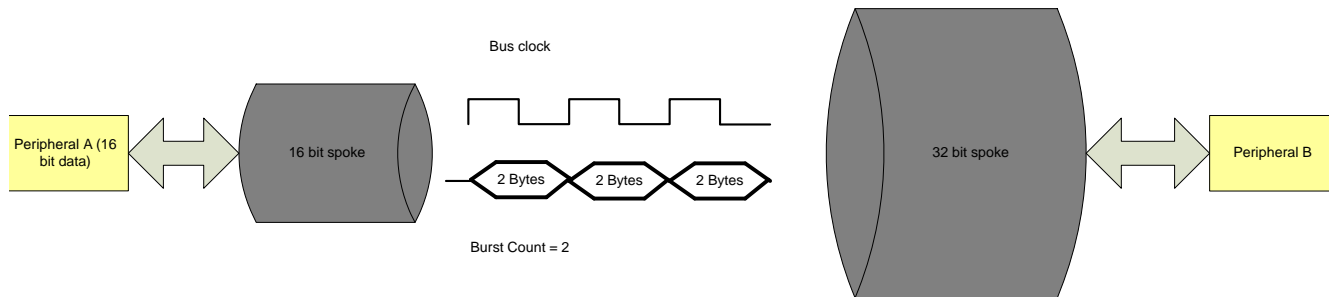 Bus clock
Peripheral A (16
bit data)
16 bit spoke
2 Bytes
2 Bytes
2 Bytes
32 bit spoke
Peripheral B
Burst Count = 2